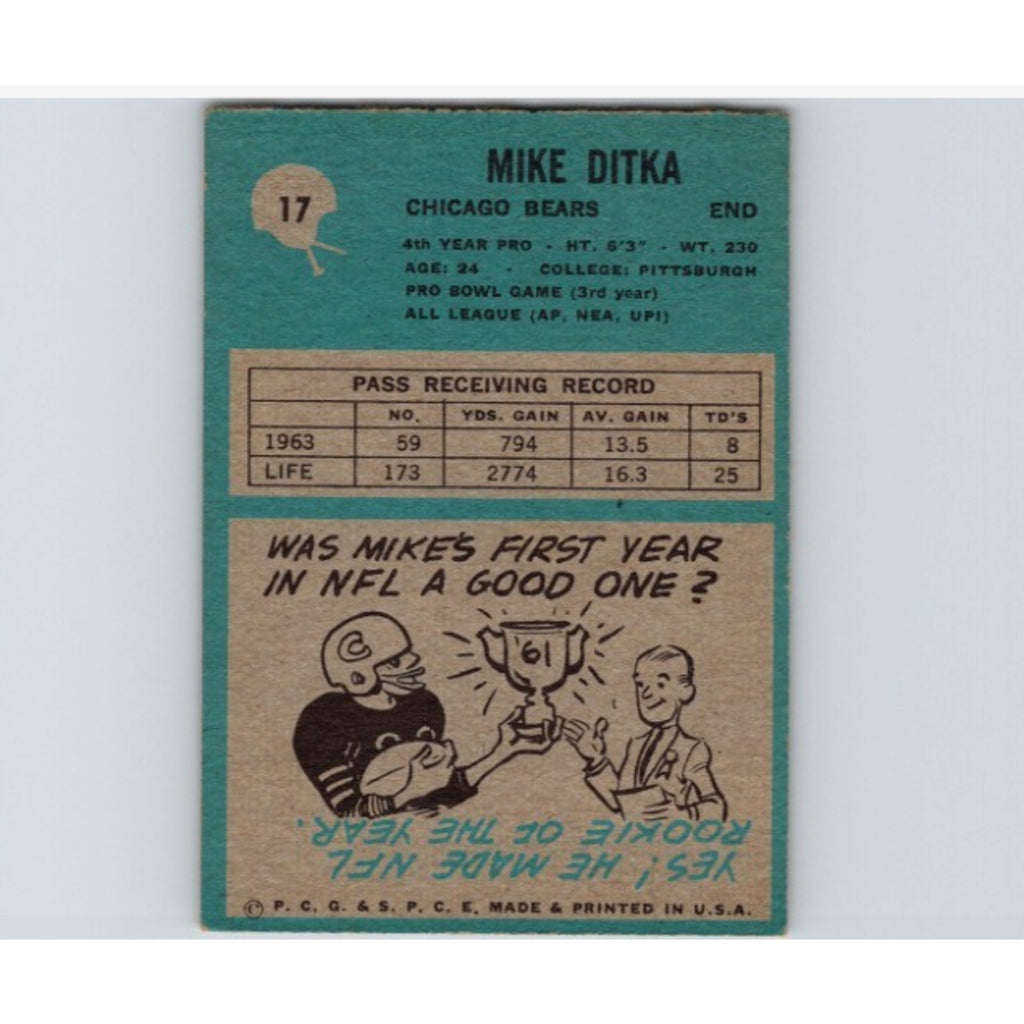 17
MIKE DITKA
CHICAGO BEARS END
4th YEAR PRO - HT. 6'3" - WT. 230
AGE: 24 - COLLEGE: PITTSBURGH
PRO BOWL GAME (3rd year)
ALL LEAGUE (AP, NEA, UPI)
PASS RECEIVING RECORD
NO. YDS. GAIN AV. GAIN TD'S
1963 59 794 13.5 8
LIFE 173 2774 16.3 25
WAS MIKE'S FIRST YEAR
IN NFL A GOOD ONE?
C
'61
YES! HE MADE NFL
ROOKIE OF THE YEAR.
© P. C. G. & S. P. C. E. MADE & PRINTED IN U.S.A.